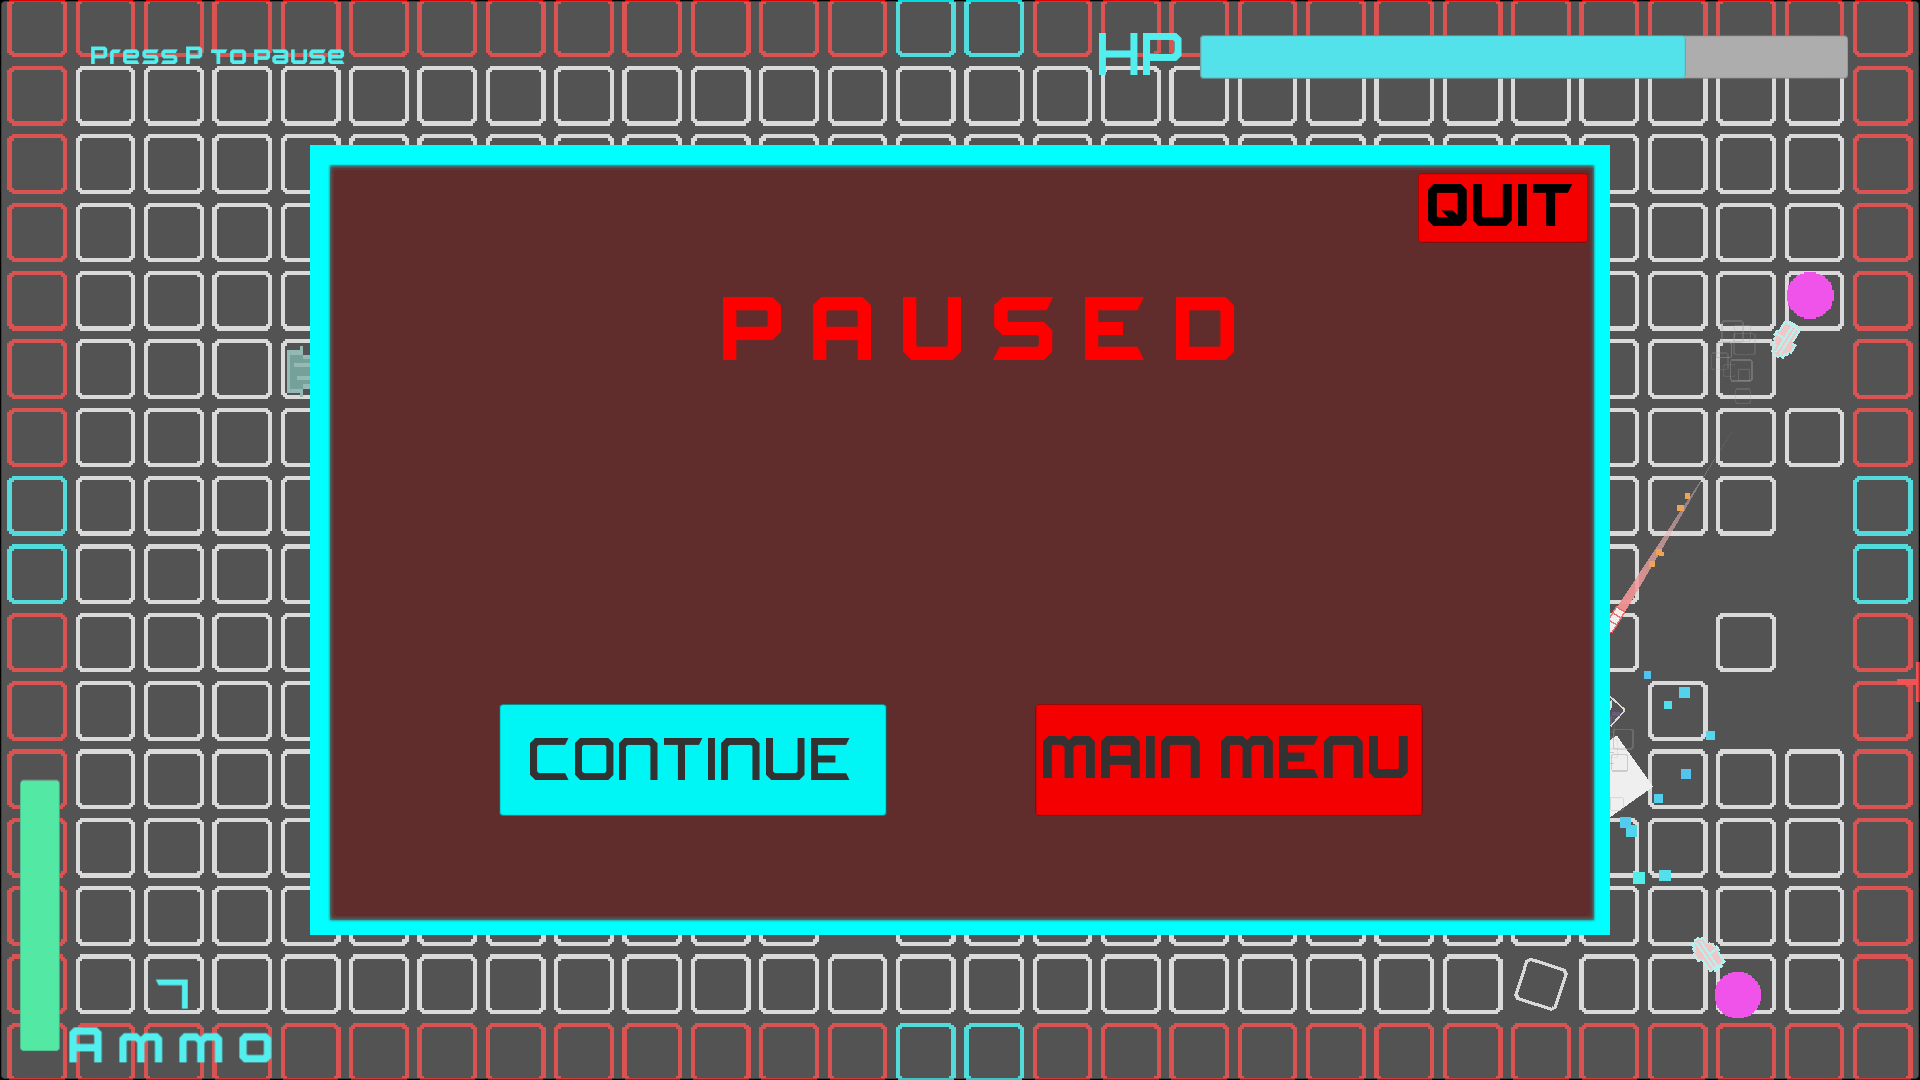 Press P to pause
HP
QUIT
PAUSED
CONTINUE
MAIN MENU
Ammo